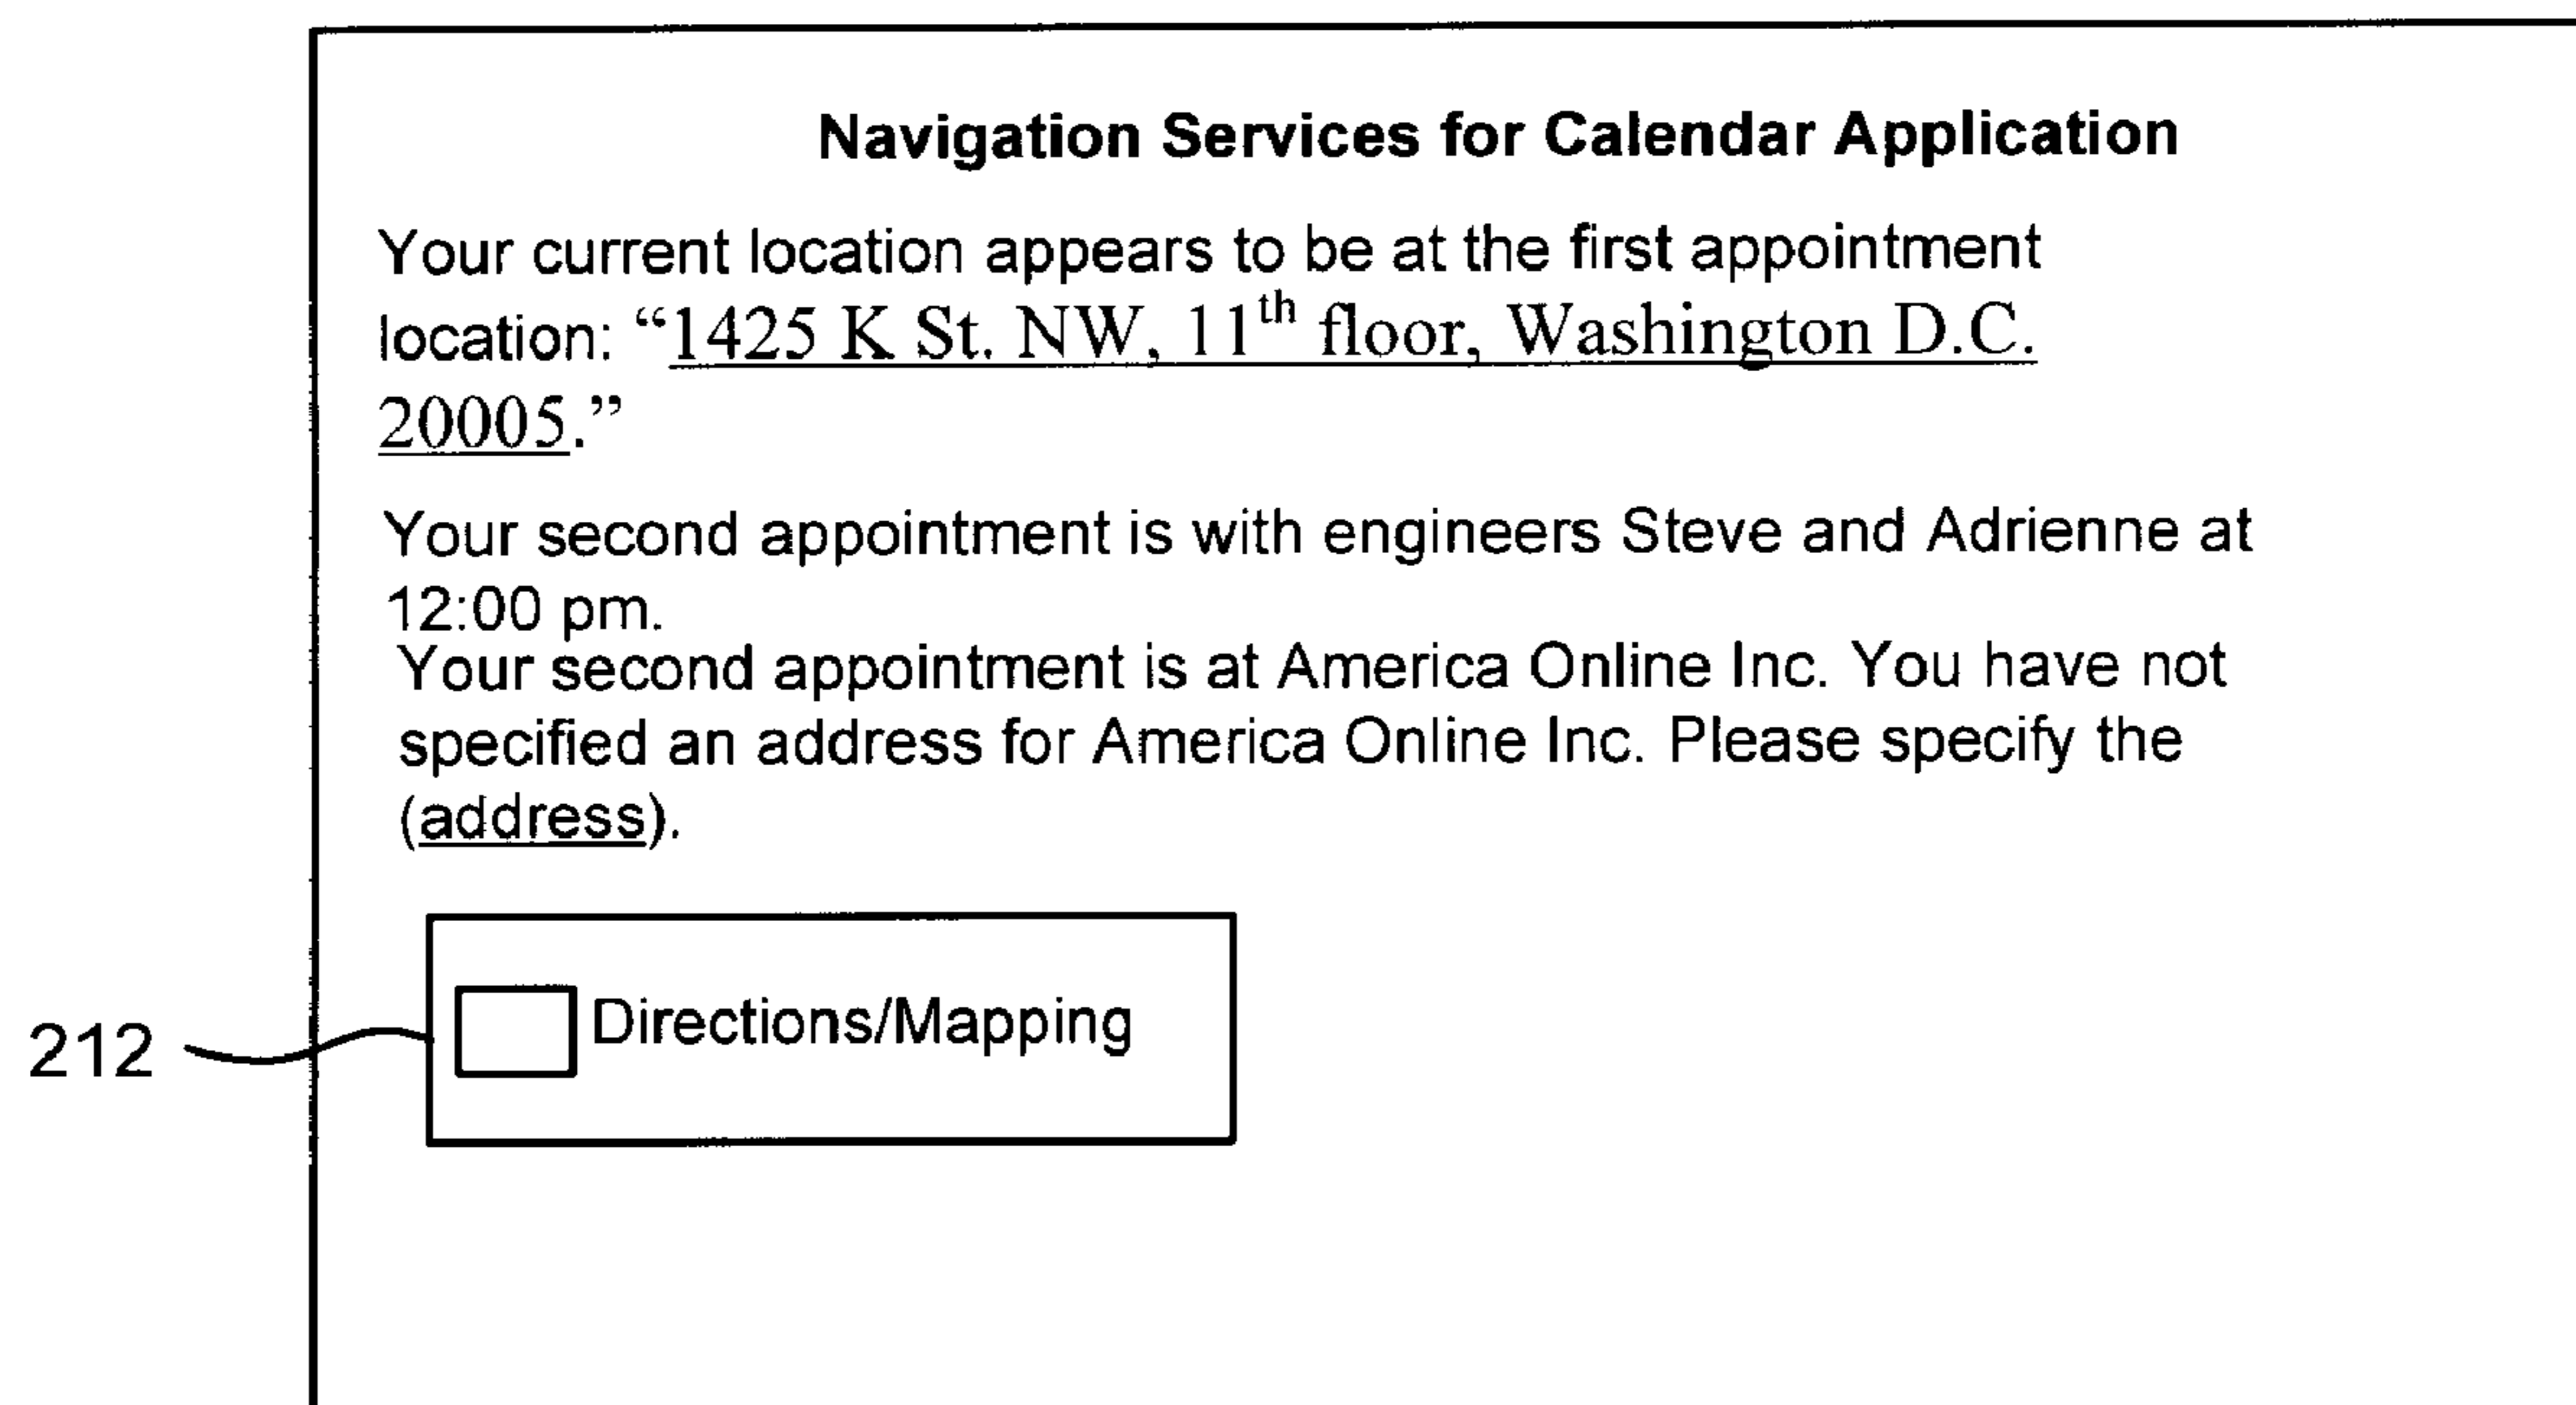 Navigation Services for Calendar Application
Your current location appears to be at the first appointment
location: “1425 K St. NW, 11th floor, Washington D.C.
20005.”
Your second appointment is with engineers Steve and Adrienne at
12:00 pm.
Your second appointment is at America Online Inc. You have not
specified an address for America Online Inc. Please specify the
(address).
Directions/Mapping
212